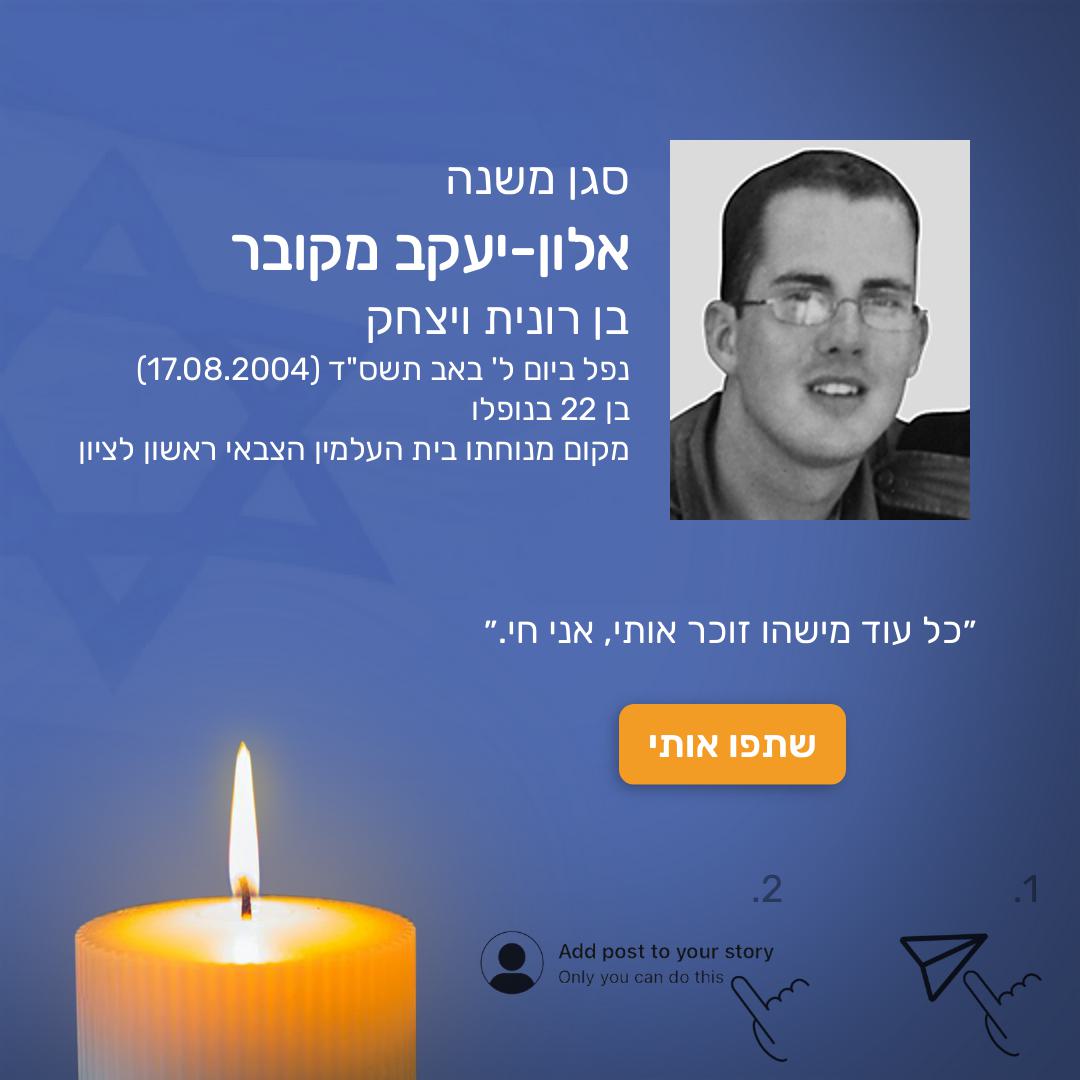 סגן משנה
אלון-יעקב מקובר
בן רונית ויצחק
נפל ביום ל' באב תשס"ד (17.08.2004)
בן 22 בנופלו
מקום מנוחתו בית העלמין הצבאי ראשון לציון
״כל עוד מישהו זוכר אותי, אני חי.״
שתפו אותי
1.
2.
Add post to your story
Only you can do this